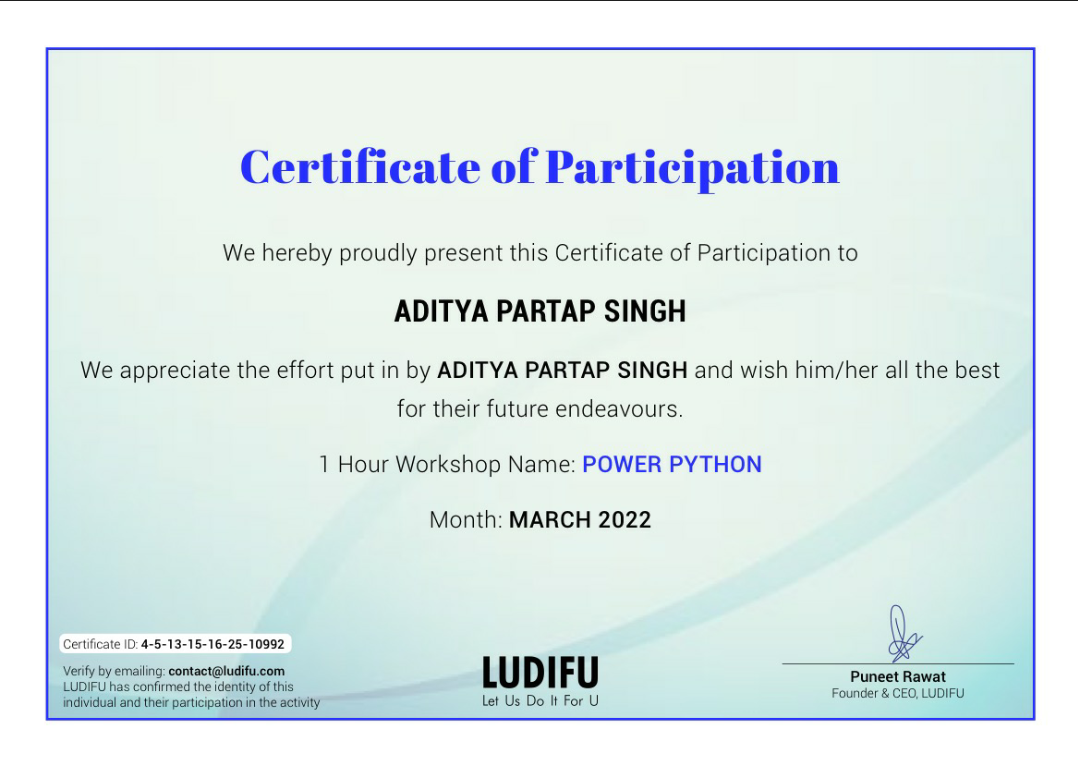 Certificate of Participation
We hereby proudly present this Certificate of Participation to
ADITYA PARTAP SINGH
We appreciate the effort put in by ADITYA PARTAP SINGH and wish him/her all the best
for their future endeavours.
1 Hour Workshop Name: POWER PYTHON
Month: MARCH 2022
Certificate ID: 4-5-13-15-16-25-10992
Verify by emailing: contact@ludifu.com
LUDIFU has confirmed the identity of this
individual and their participation in the activity
LUDIFU
Let Us Do It For U
Puneet Rawat
Founder & CEO, LUDIFU